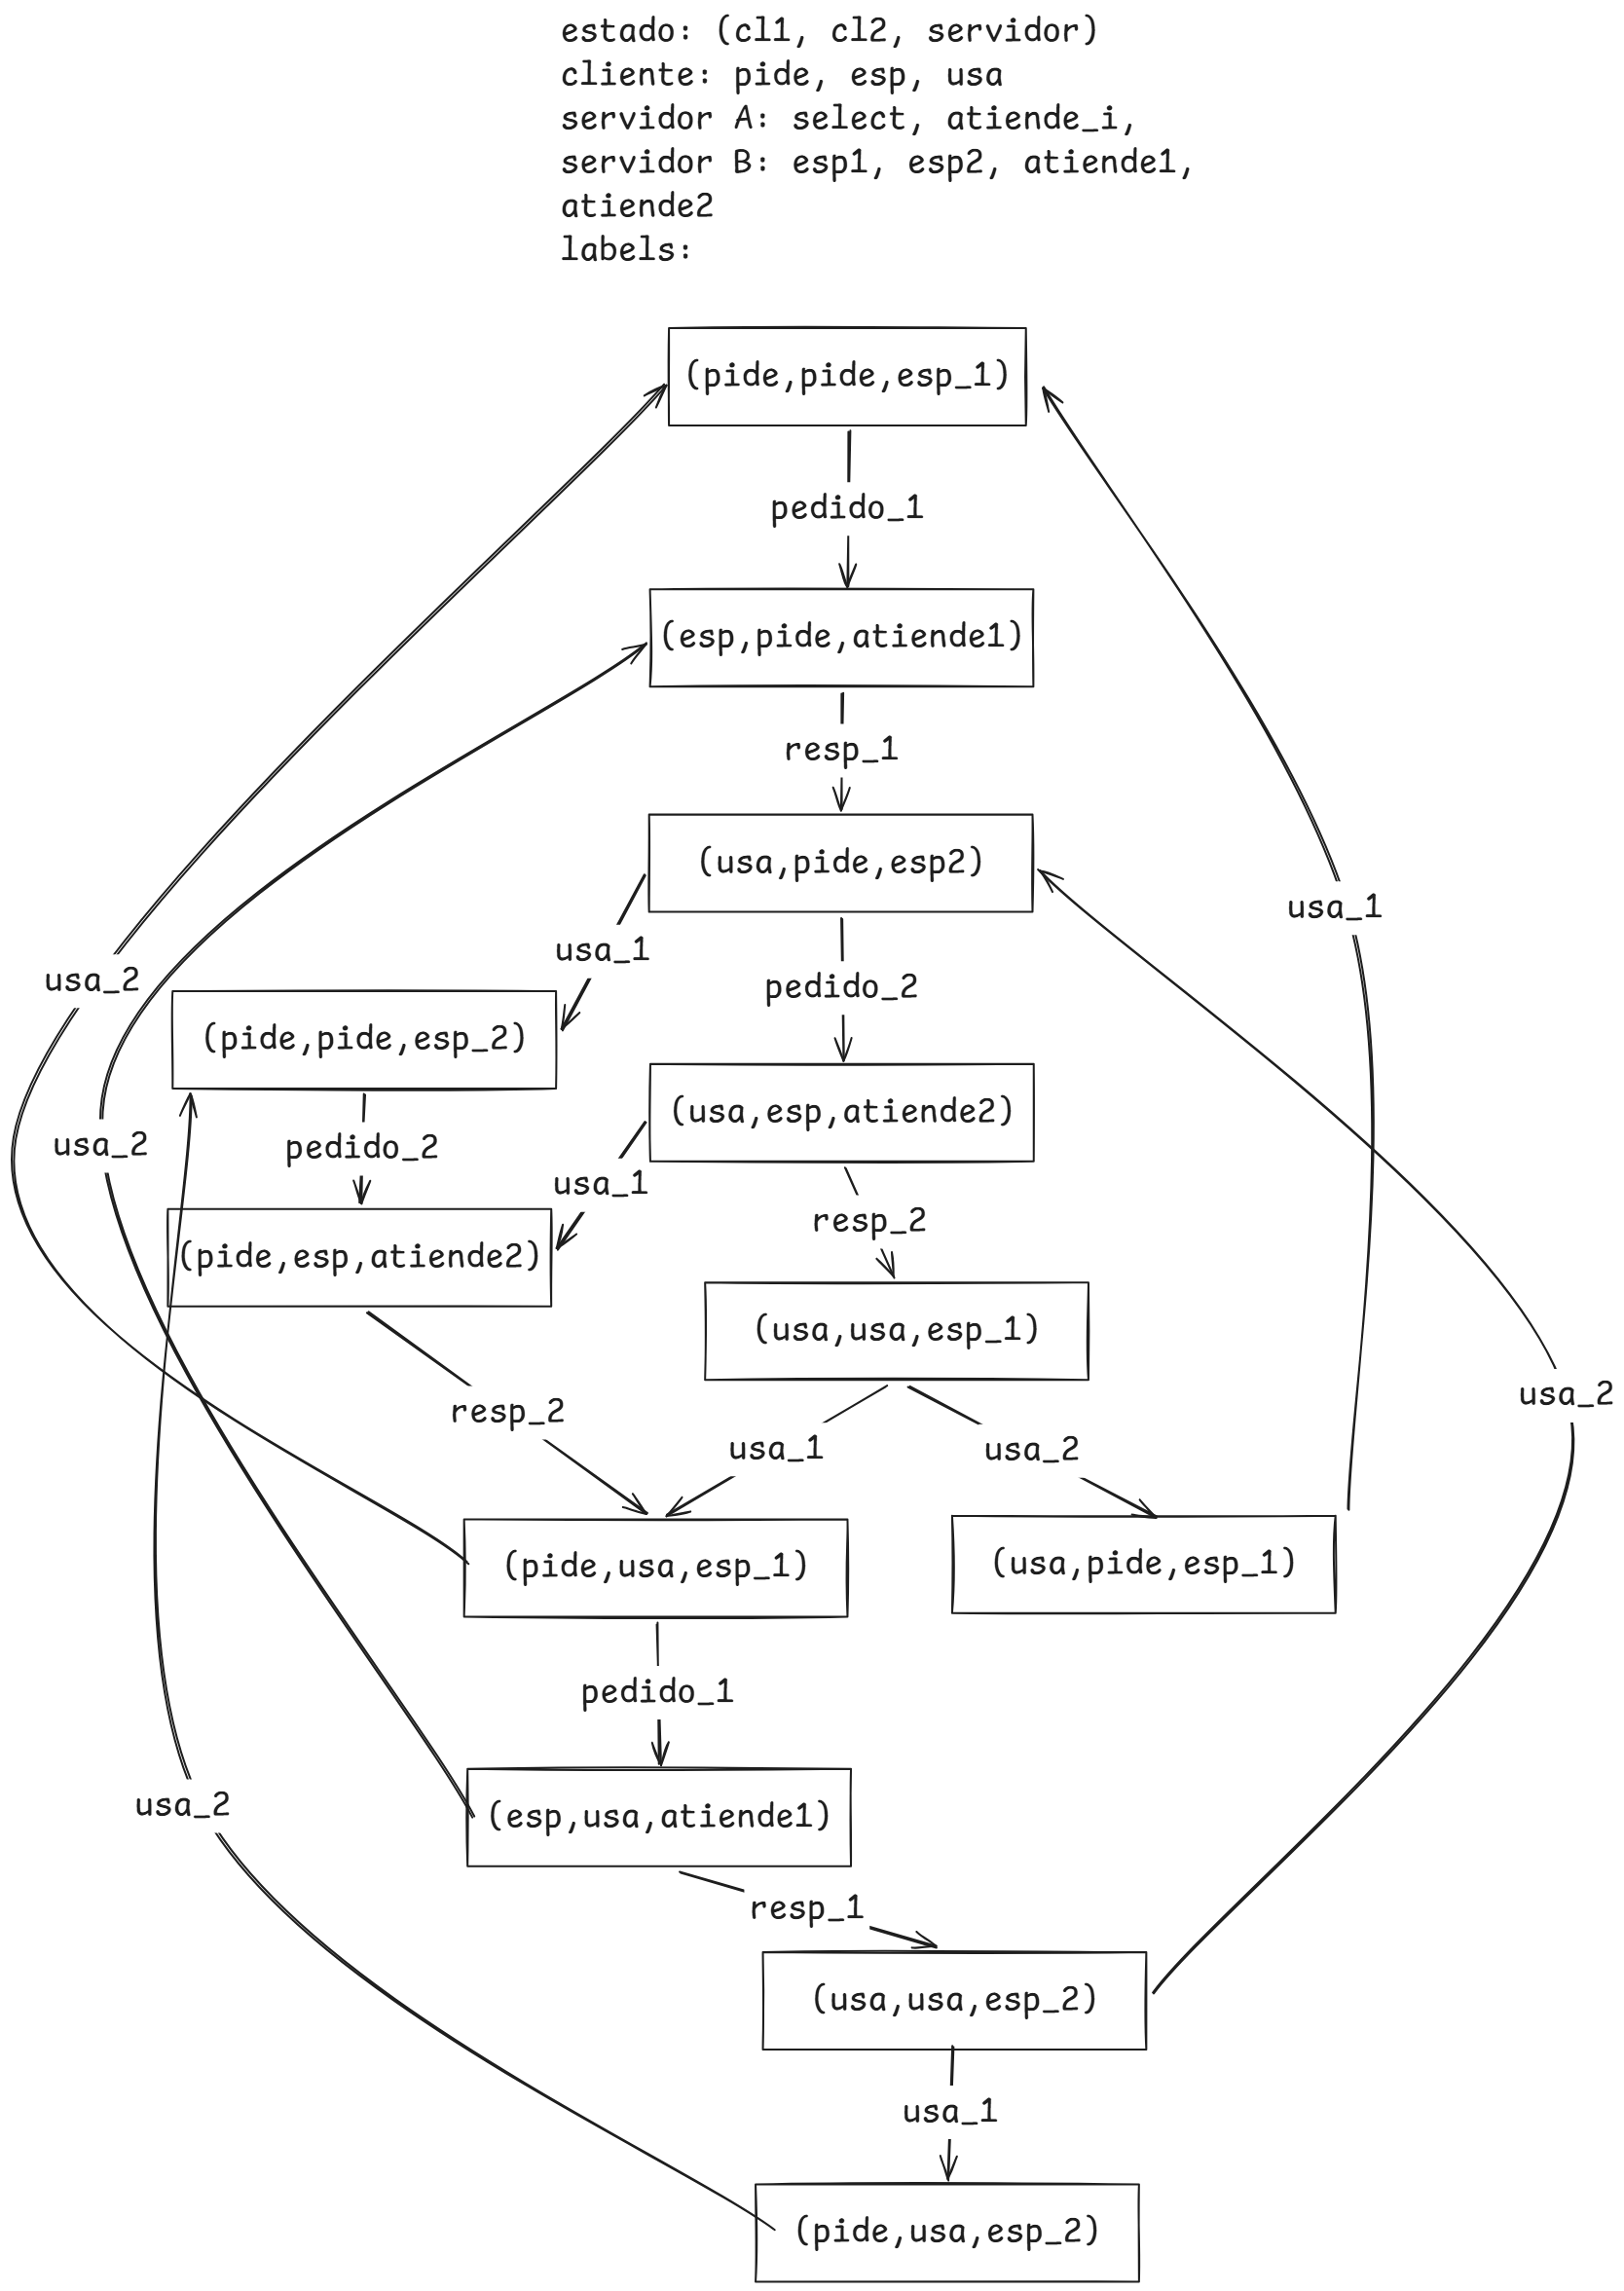 estado: (cl1, cl2, servidor)
cliente: pide, esp, usa
servidor A: select, atiende_i,
servidor B: esp1, esp2, atiende1,
atiende2
labels:
(pide,pide,esp_1)
pedido_1
(esp,pide,atiende1)
resp_1
(usa,pide,esp2)
usa_1
usa_1
usa_2
pedido_2
(pide,pide,esp_2)
(usa,esp,atiende2)
usa_2
pedido_2
usa_1
resp_2
(pide,esp,atiende2)
(usa,usa,esp_1)
usa_2
resp_2
usa_1
usa_2
(pide,usa,esp_1)
(usa,pide,esp_1)
pedido_1
usa_2
(esp,usa,atiende1)
resp_1
(usa,usa,esp_2)
usa_1
(pide,usa,esp_2)